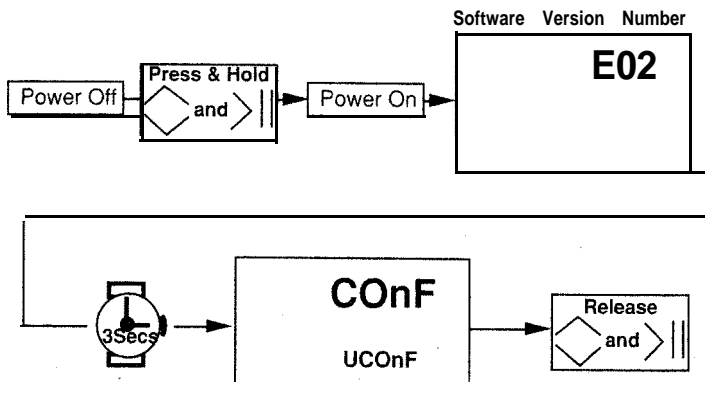 Software Version Number
E02
Power Off
Press & Hold
and
Power On
3Secs
COnF
UCOnF
Release
and